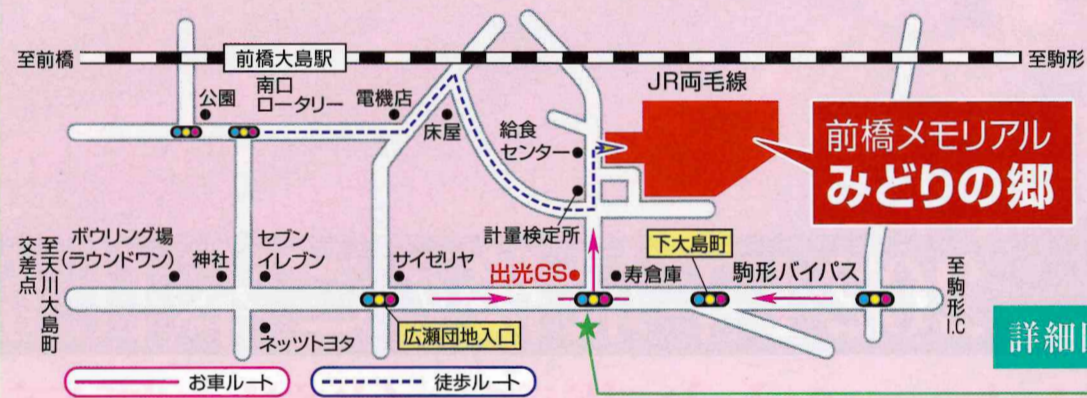 至前橋
前橋大島駅
至駒形
JR両毛線
公園
南口
ロータリー
電機店
床屋
給食
センター
前橋メモリアル
みどりの郷
計量検定所
至天川大島町
交差点
ボウリング場
(ラウンドワン)
神社
セブン
イレブン
サイゼリヤ
出光GS
寿倉庫
下大島町
駒形バイパス
至駒形I.C
ネッツトヨタ
広瀬団地入口
詳細
お車ルート
徒歩ルート